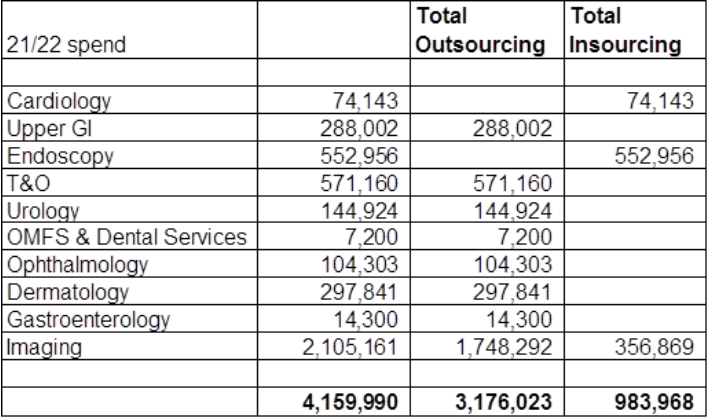 21/22 spend Total Outsourcing Total Insourcing
Cardiology 74,143 74,143
Upper GI 288,002 288,002
Endoscopy 552,956 552,956
T&O 571,160 571,160
Urology 144,924 144,924
OMFS & Dental Services 7,200 7,200
Ophthalmology 104,303 104,303
Dermatology 297,841 297,841
Gastroenterology 14,300 14,300
Imaging 2,105,161 1,748,292 356,869
4,159,990 3,176,023 983,968